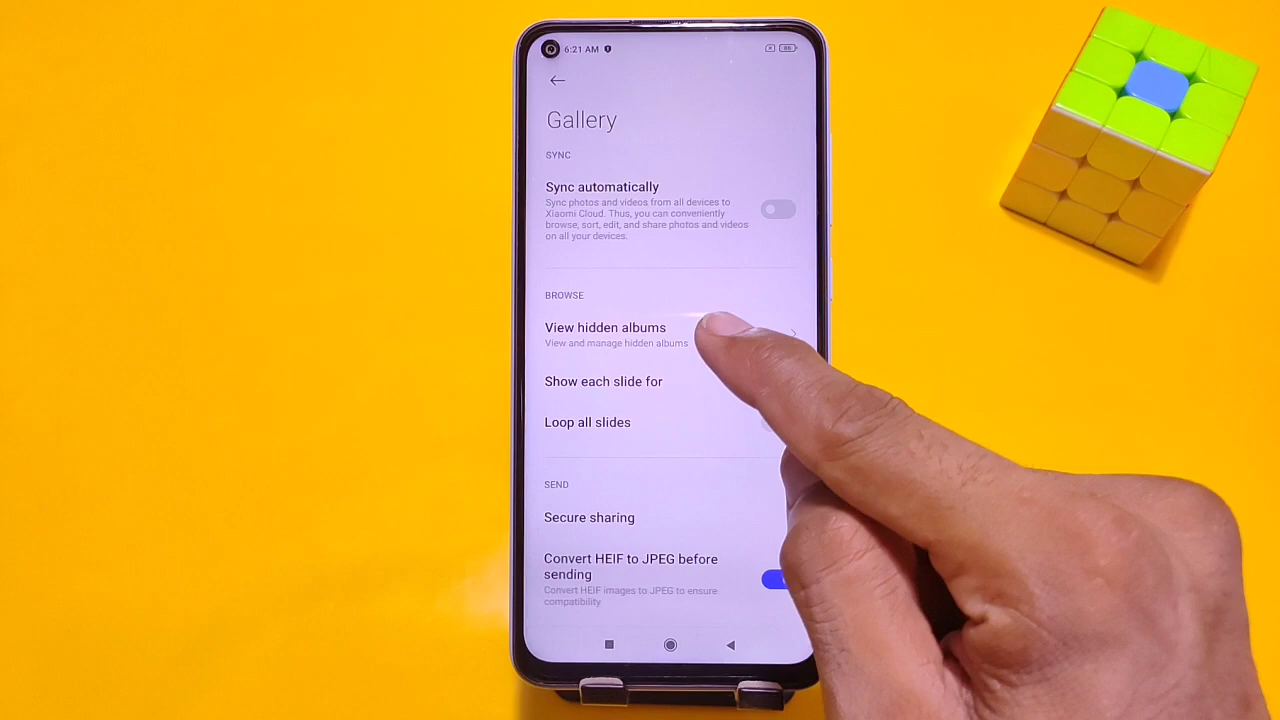 6:21 AM
86
Gallery
SYNC
Sync automatically
Sync photos and videos from all devices to
Xiaomi Cloud. Thus, you can conveniently
browse, sort, edit, and share photos and videos
on all your devices.
BROWSE
View hidden albums
View and manage hidden albums
Show each slide for
Loop all slides
SEND
Secure sharing
Convert HEIF to JPEG before
sending
Convert HEIF images to JPEG to ensure
compatibility